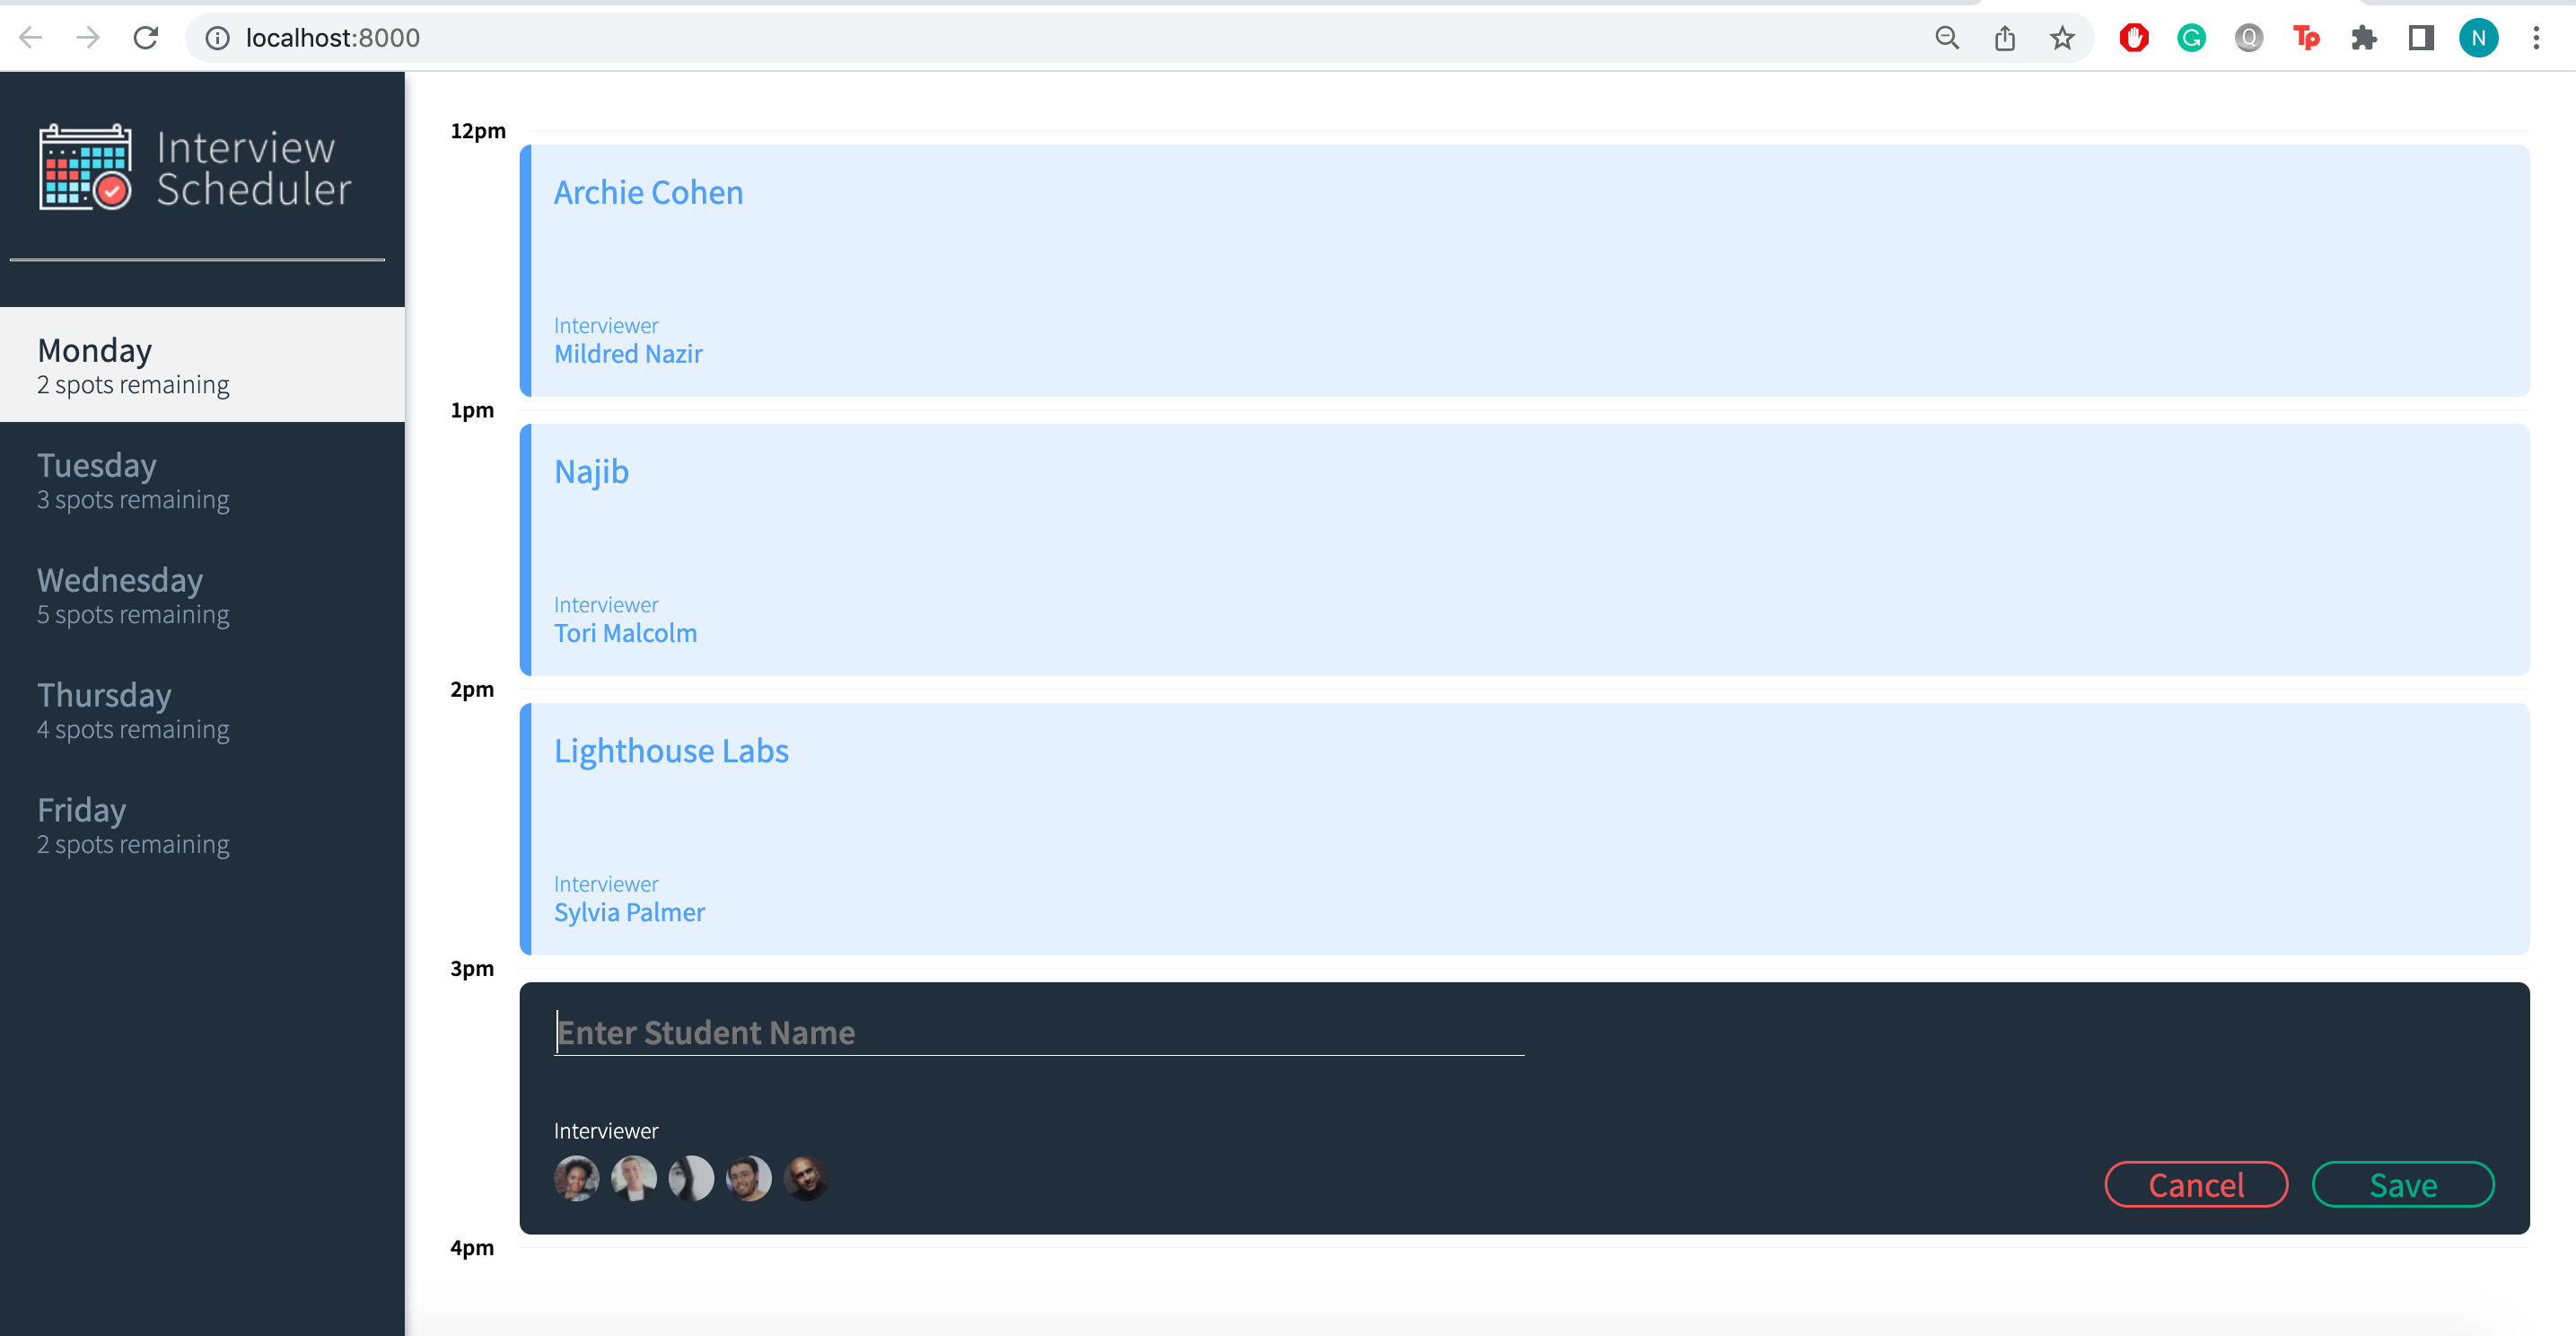 localhost:8000
Interview
Scheduler
Monday
2 spots remaining
Tuesday
3 spots remaining
Wednesday
5 spots remaining
Thursday
4 spots remaining
Friday
2 spots remaining
12pm
Archie Cohen
Interviewer
Mildred Nazir
1pm
Najib
Interviewer
Tori Malcolm
2pm
Lighthouse Labs
Interviewer
Sylvia Palmer
3pm
Enter Student Name
Interviewer
Cancel Save
4pm
G
Q
Tp
N